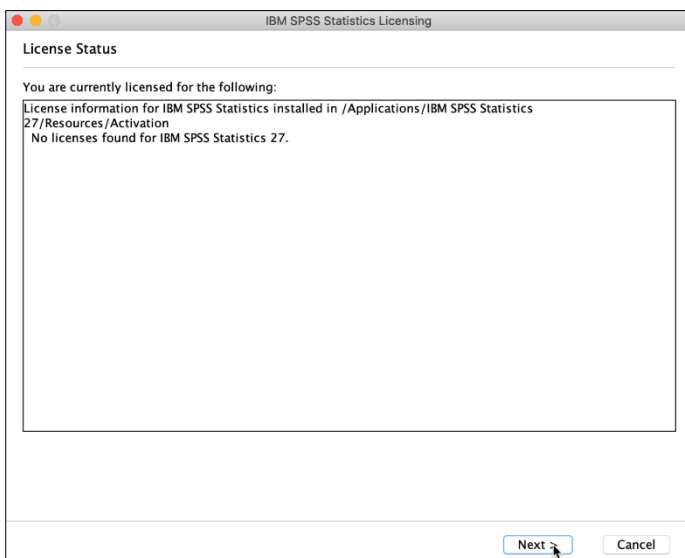 IBM SPSS Statistics Licensing
License Status
You are currently licensed for the following:
License information for IBM SPSS Statistics installed in /Applications/IBM SPSS Statistics
27/Resources/Activation
No licenses found for IBM SPSS Statistics 27.
Next >
Cancel